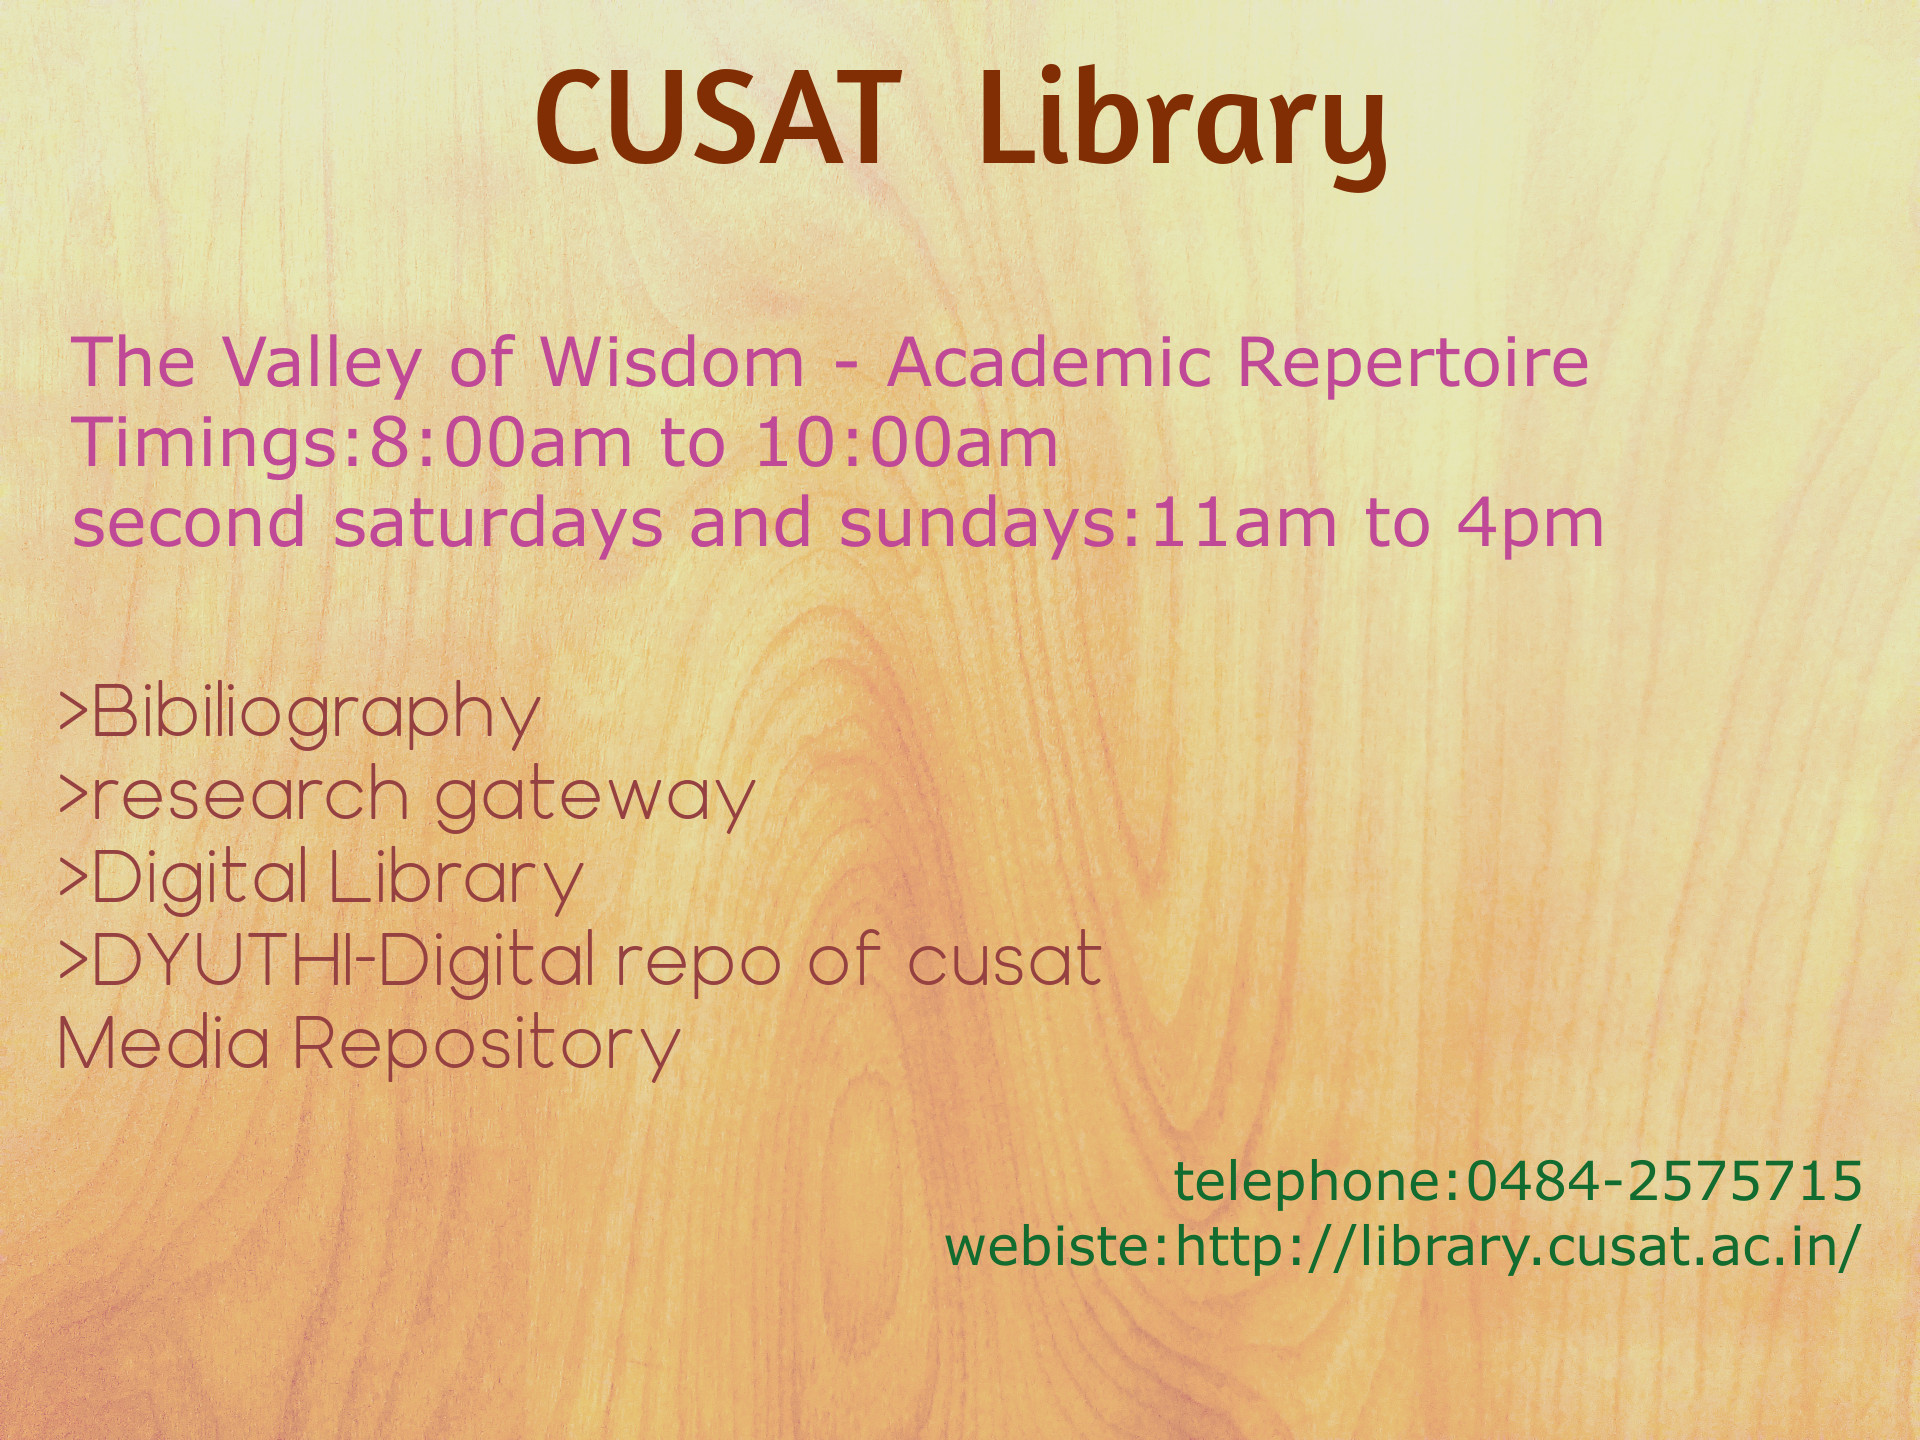 CUSAT Library
The Valley of Wisdom - Academic Repertoire
Timings:8:00am to 10:00am
second saturdays and sundays:11am to 4pm
>Bibiliography
>research gateway
>Digital Library
>DYUTHI-Digital repo of cusat
Media Repository
telephone:0484-2575715
webiste:http://library.cusat.ac.in/